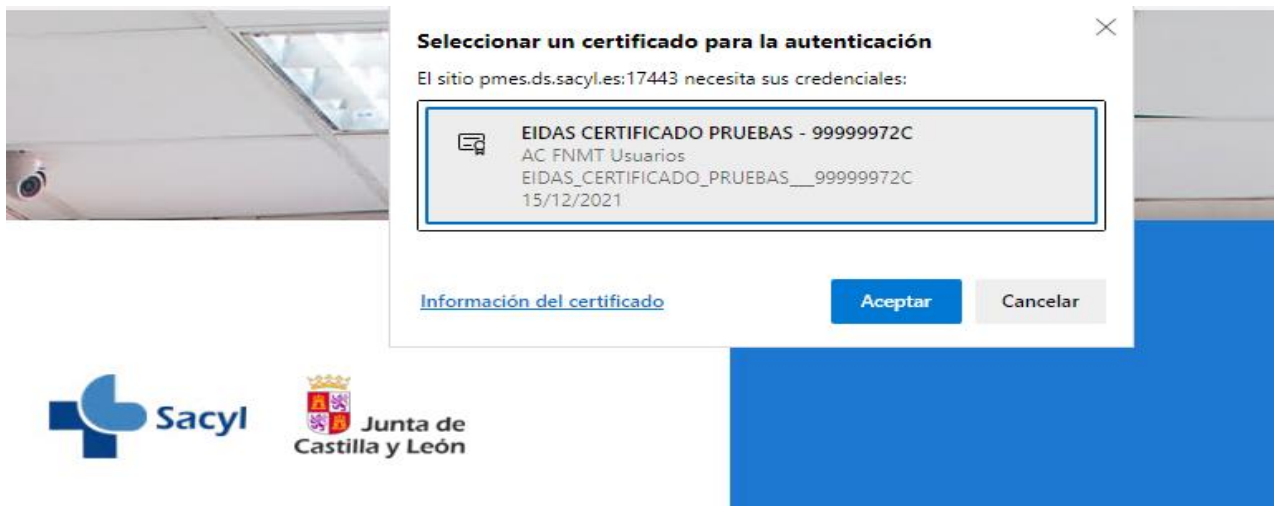 Seleccionar un certificado para la autenticación
El sitio pmes.ds.sacyl.es:17443 necesita sus credenciales:
EIDAS CERTIFICADO PRUEBAS - 99999972C
AC FNMT Usuarios
EIDAS_CERTIFICADO_PRUEBAS___99999972C
15/12/2021
Información del certificado
Aceptar
Cancelar
Sacyl
Junta de
Castilla y León